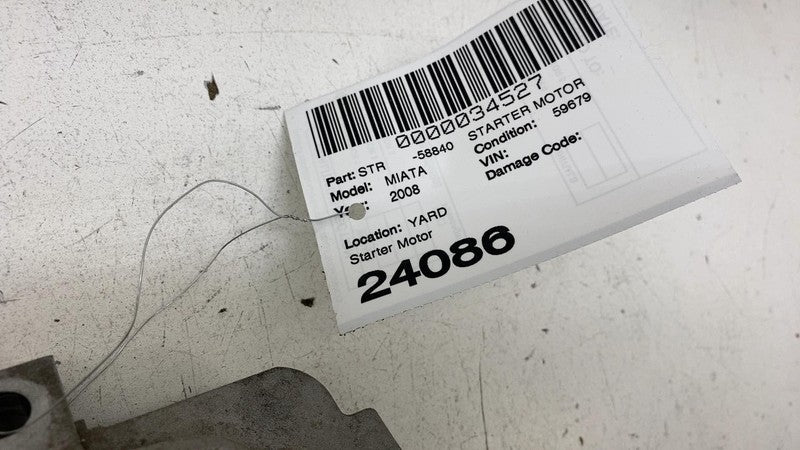 0000034527
Part: STR -58840 STARTER MOTOR
Model: MIATA Condition: 59679
2008 VIN:
Damage Code:
Location: YARD
Starter Motor
24086